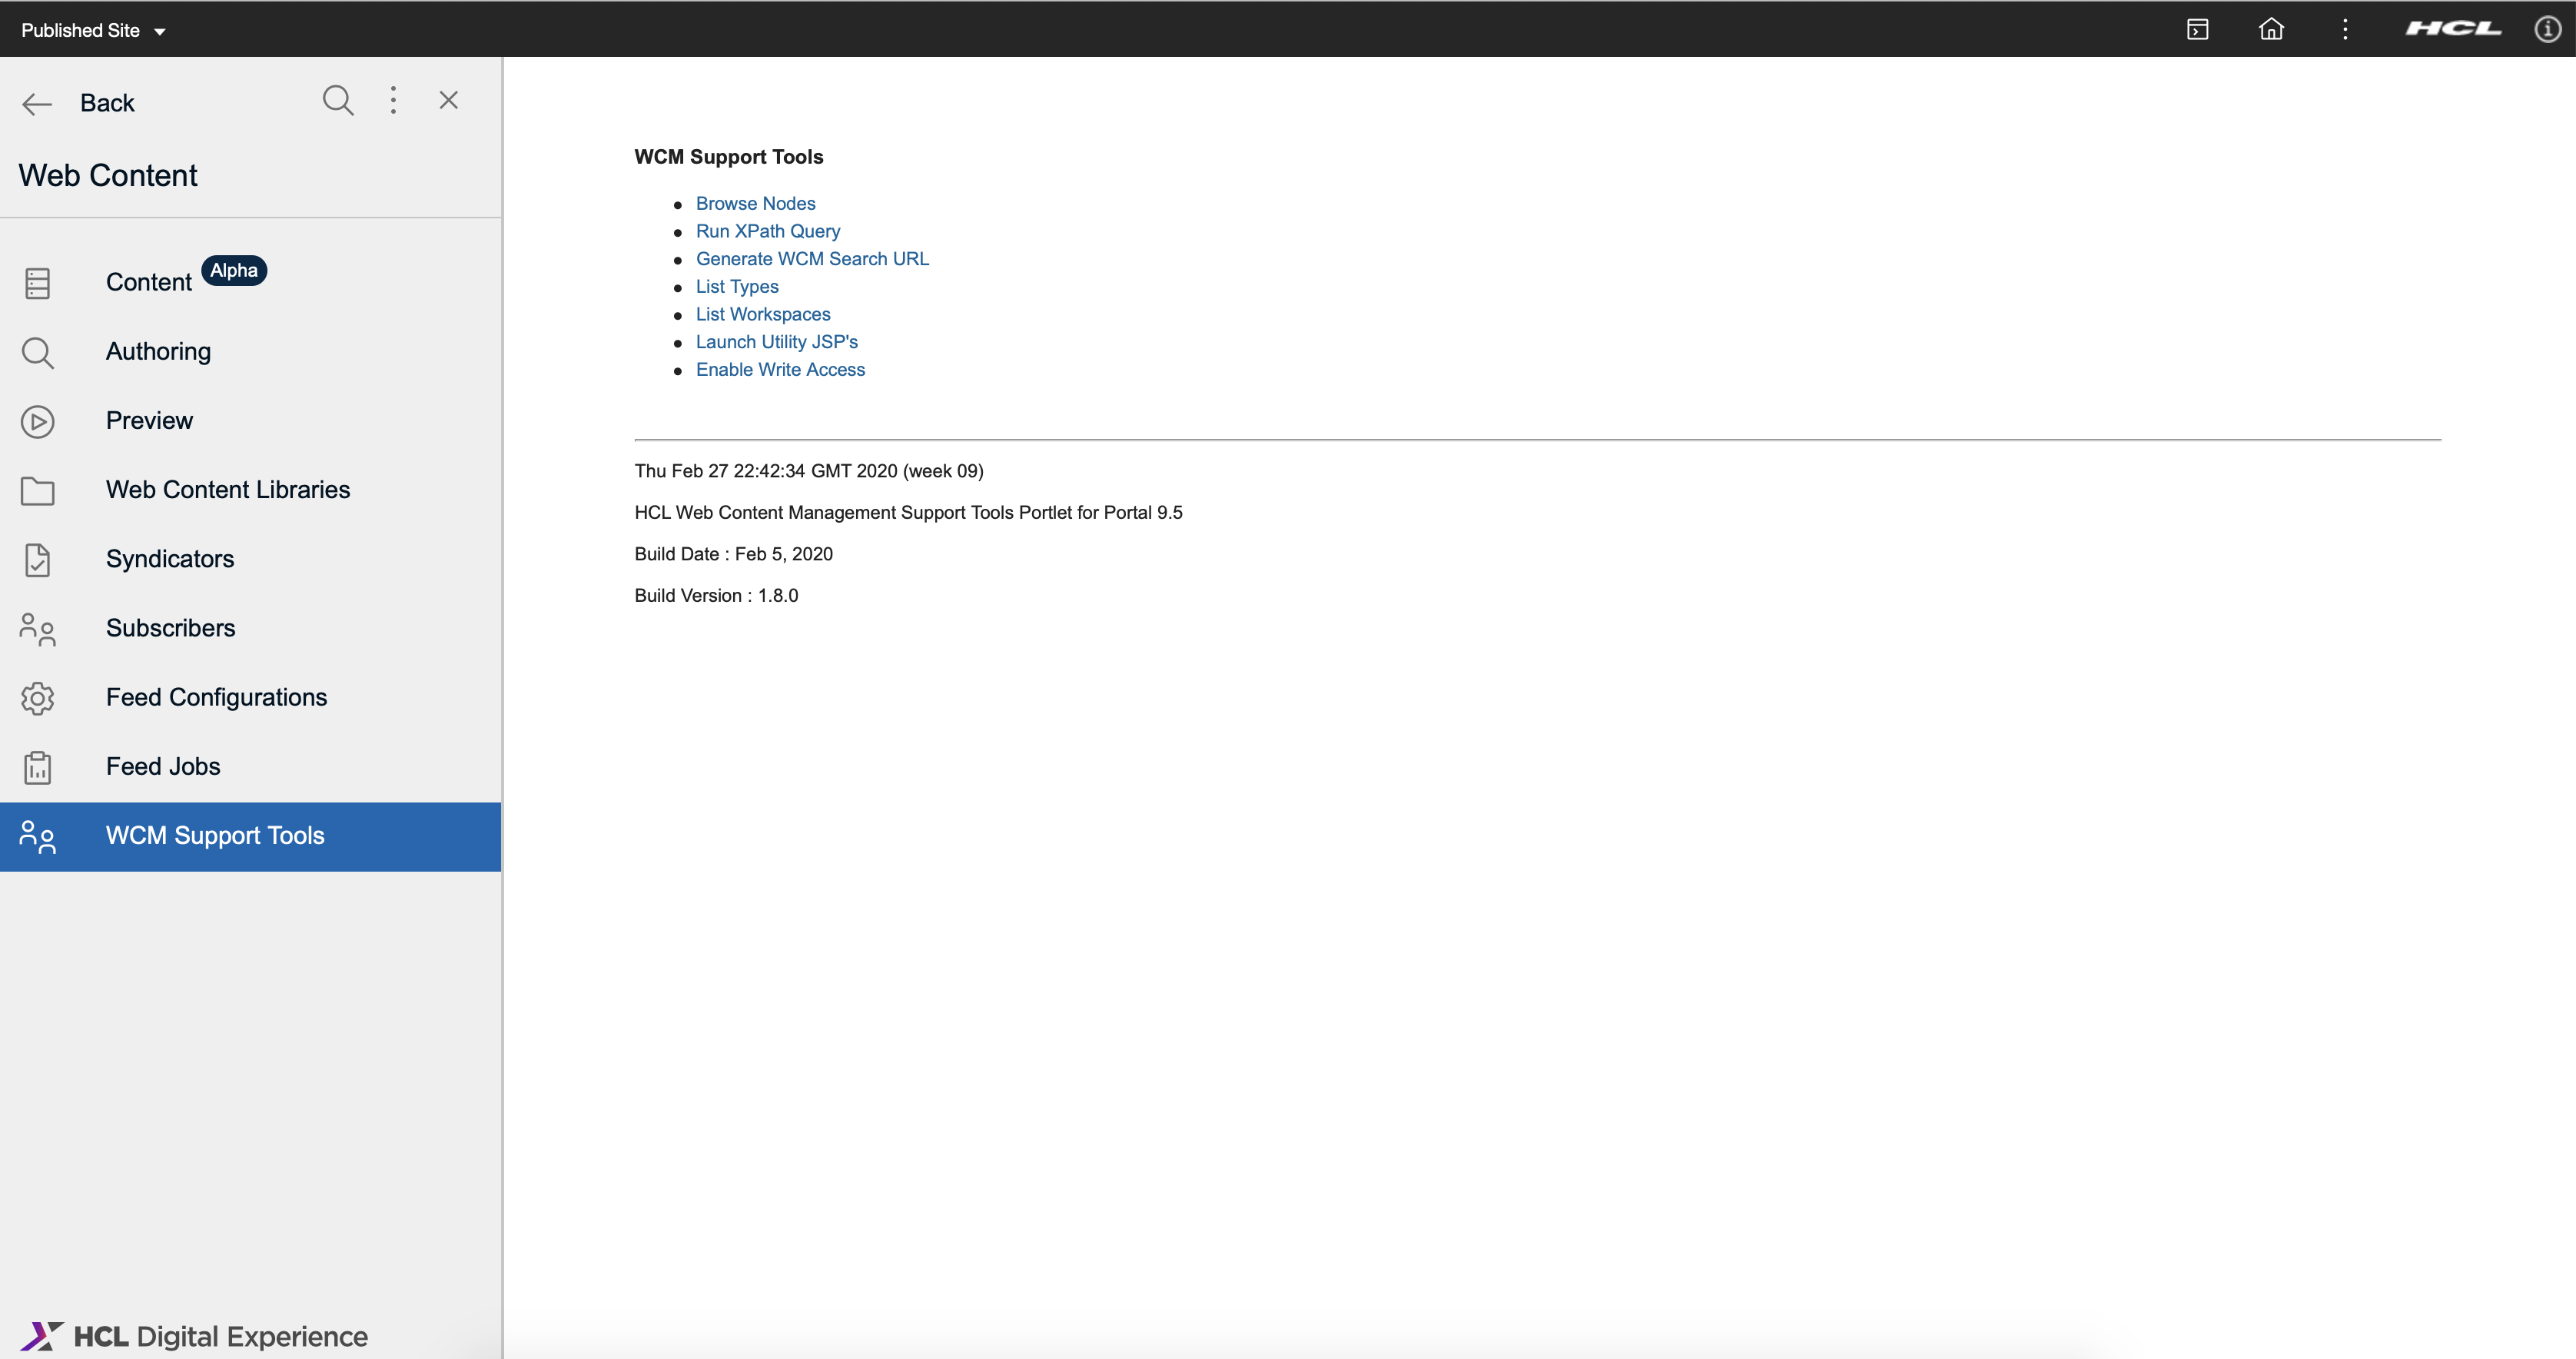 Published Site
HCL
Back
Web Content
Content Alpha
Authoring
Preview
Web Content Libraries
Syndicators
Subscribers
Feed Configurations
Feed Jobs
WCM Support Tools
HCL Digital Experience
WCM Support Tools
Browse Nodes
Run XPath Query
Generate WCM Search URL
List Types
List Workspaces
Launch Utility JSP's
Enable Write Access
Thu Feb 27 22:42:34 GMT 2020 (week 09)
HCL Web Content Management Support Tools Portlet for Portal 9.5
Build Date : Feb 5, 2020
Build Version : 1.8.0